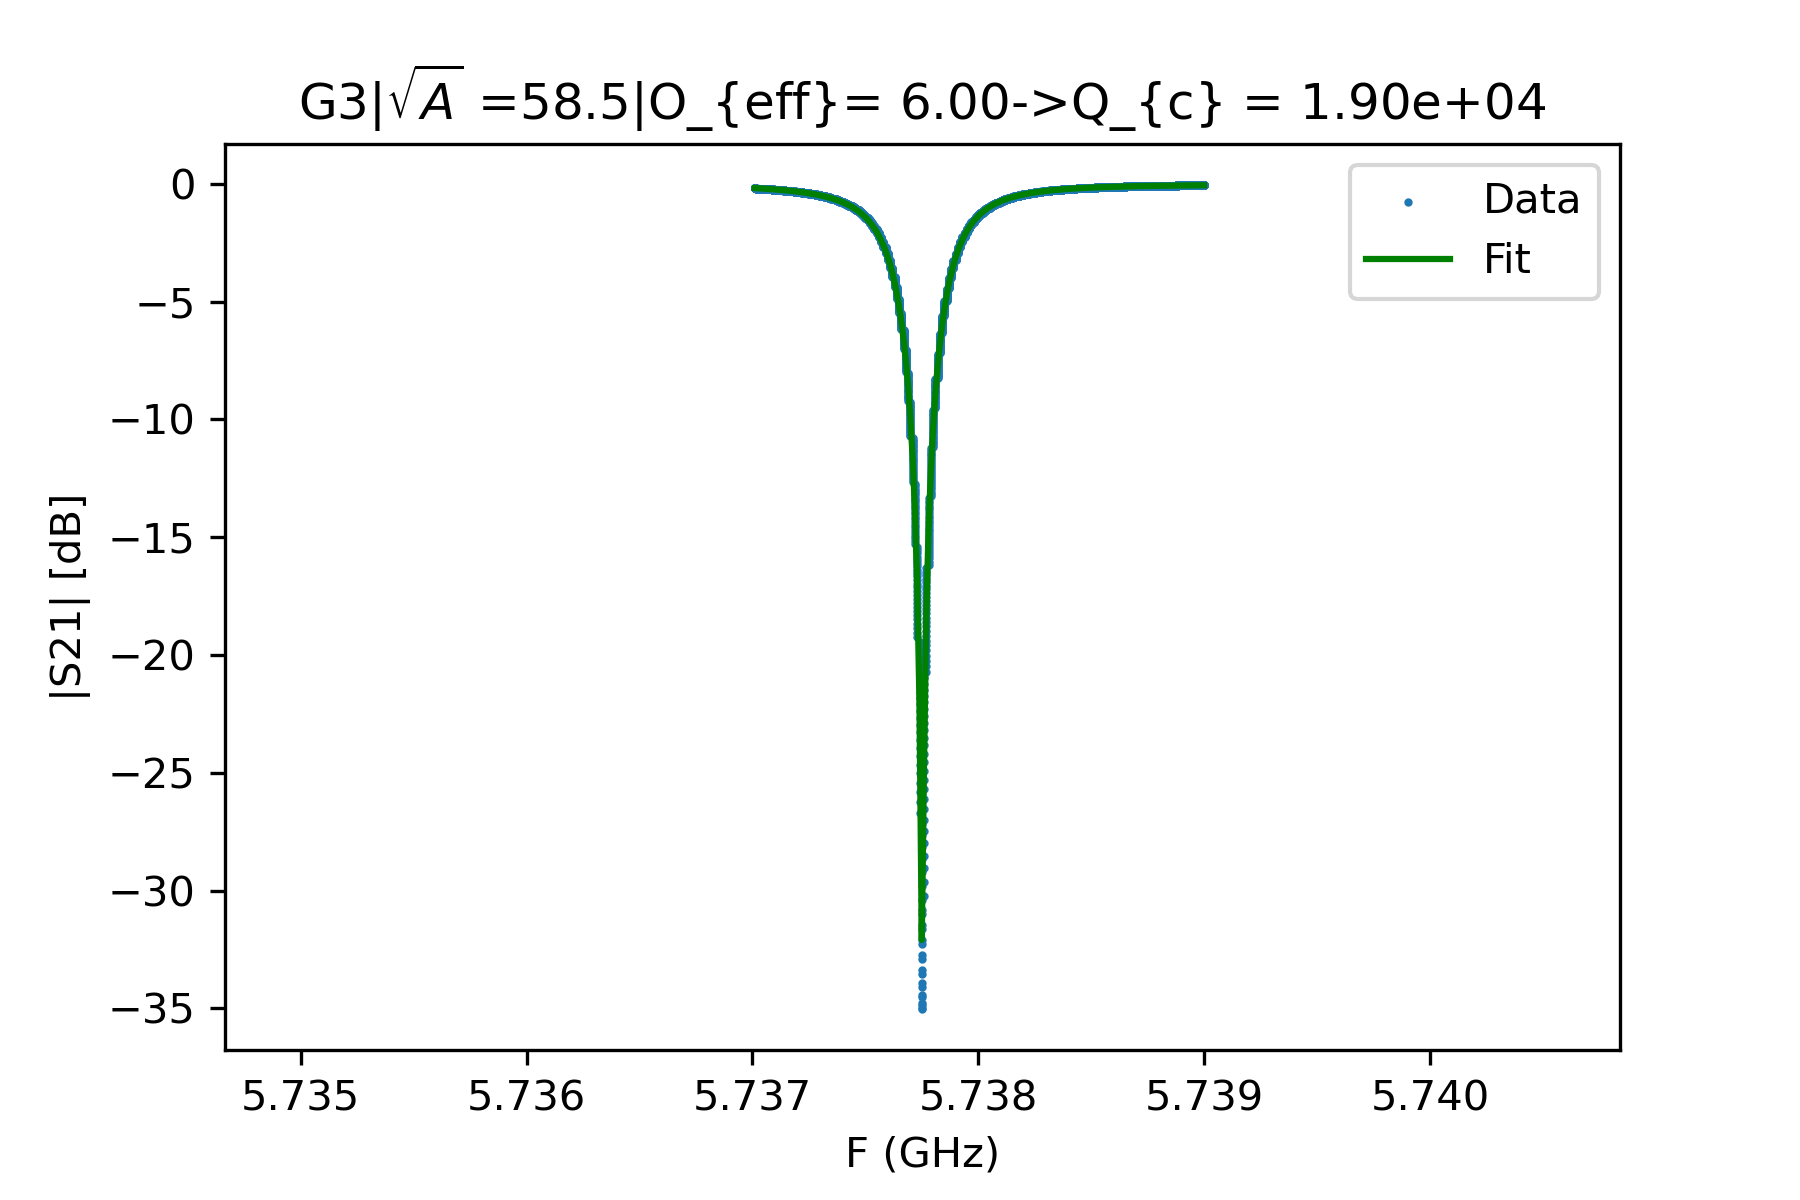 G3|√A =58.5|O_{eff}= 6.00->Q_{c} = 1.90e+04
Data
Fit
0
−5
−10
−15
−20
−25
−30
−35
|S21| [dB]
5.735 5.736 5.737 5.738 5.739 5.740
F (GHz)